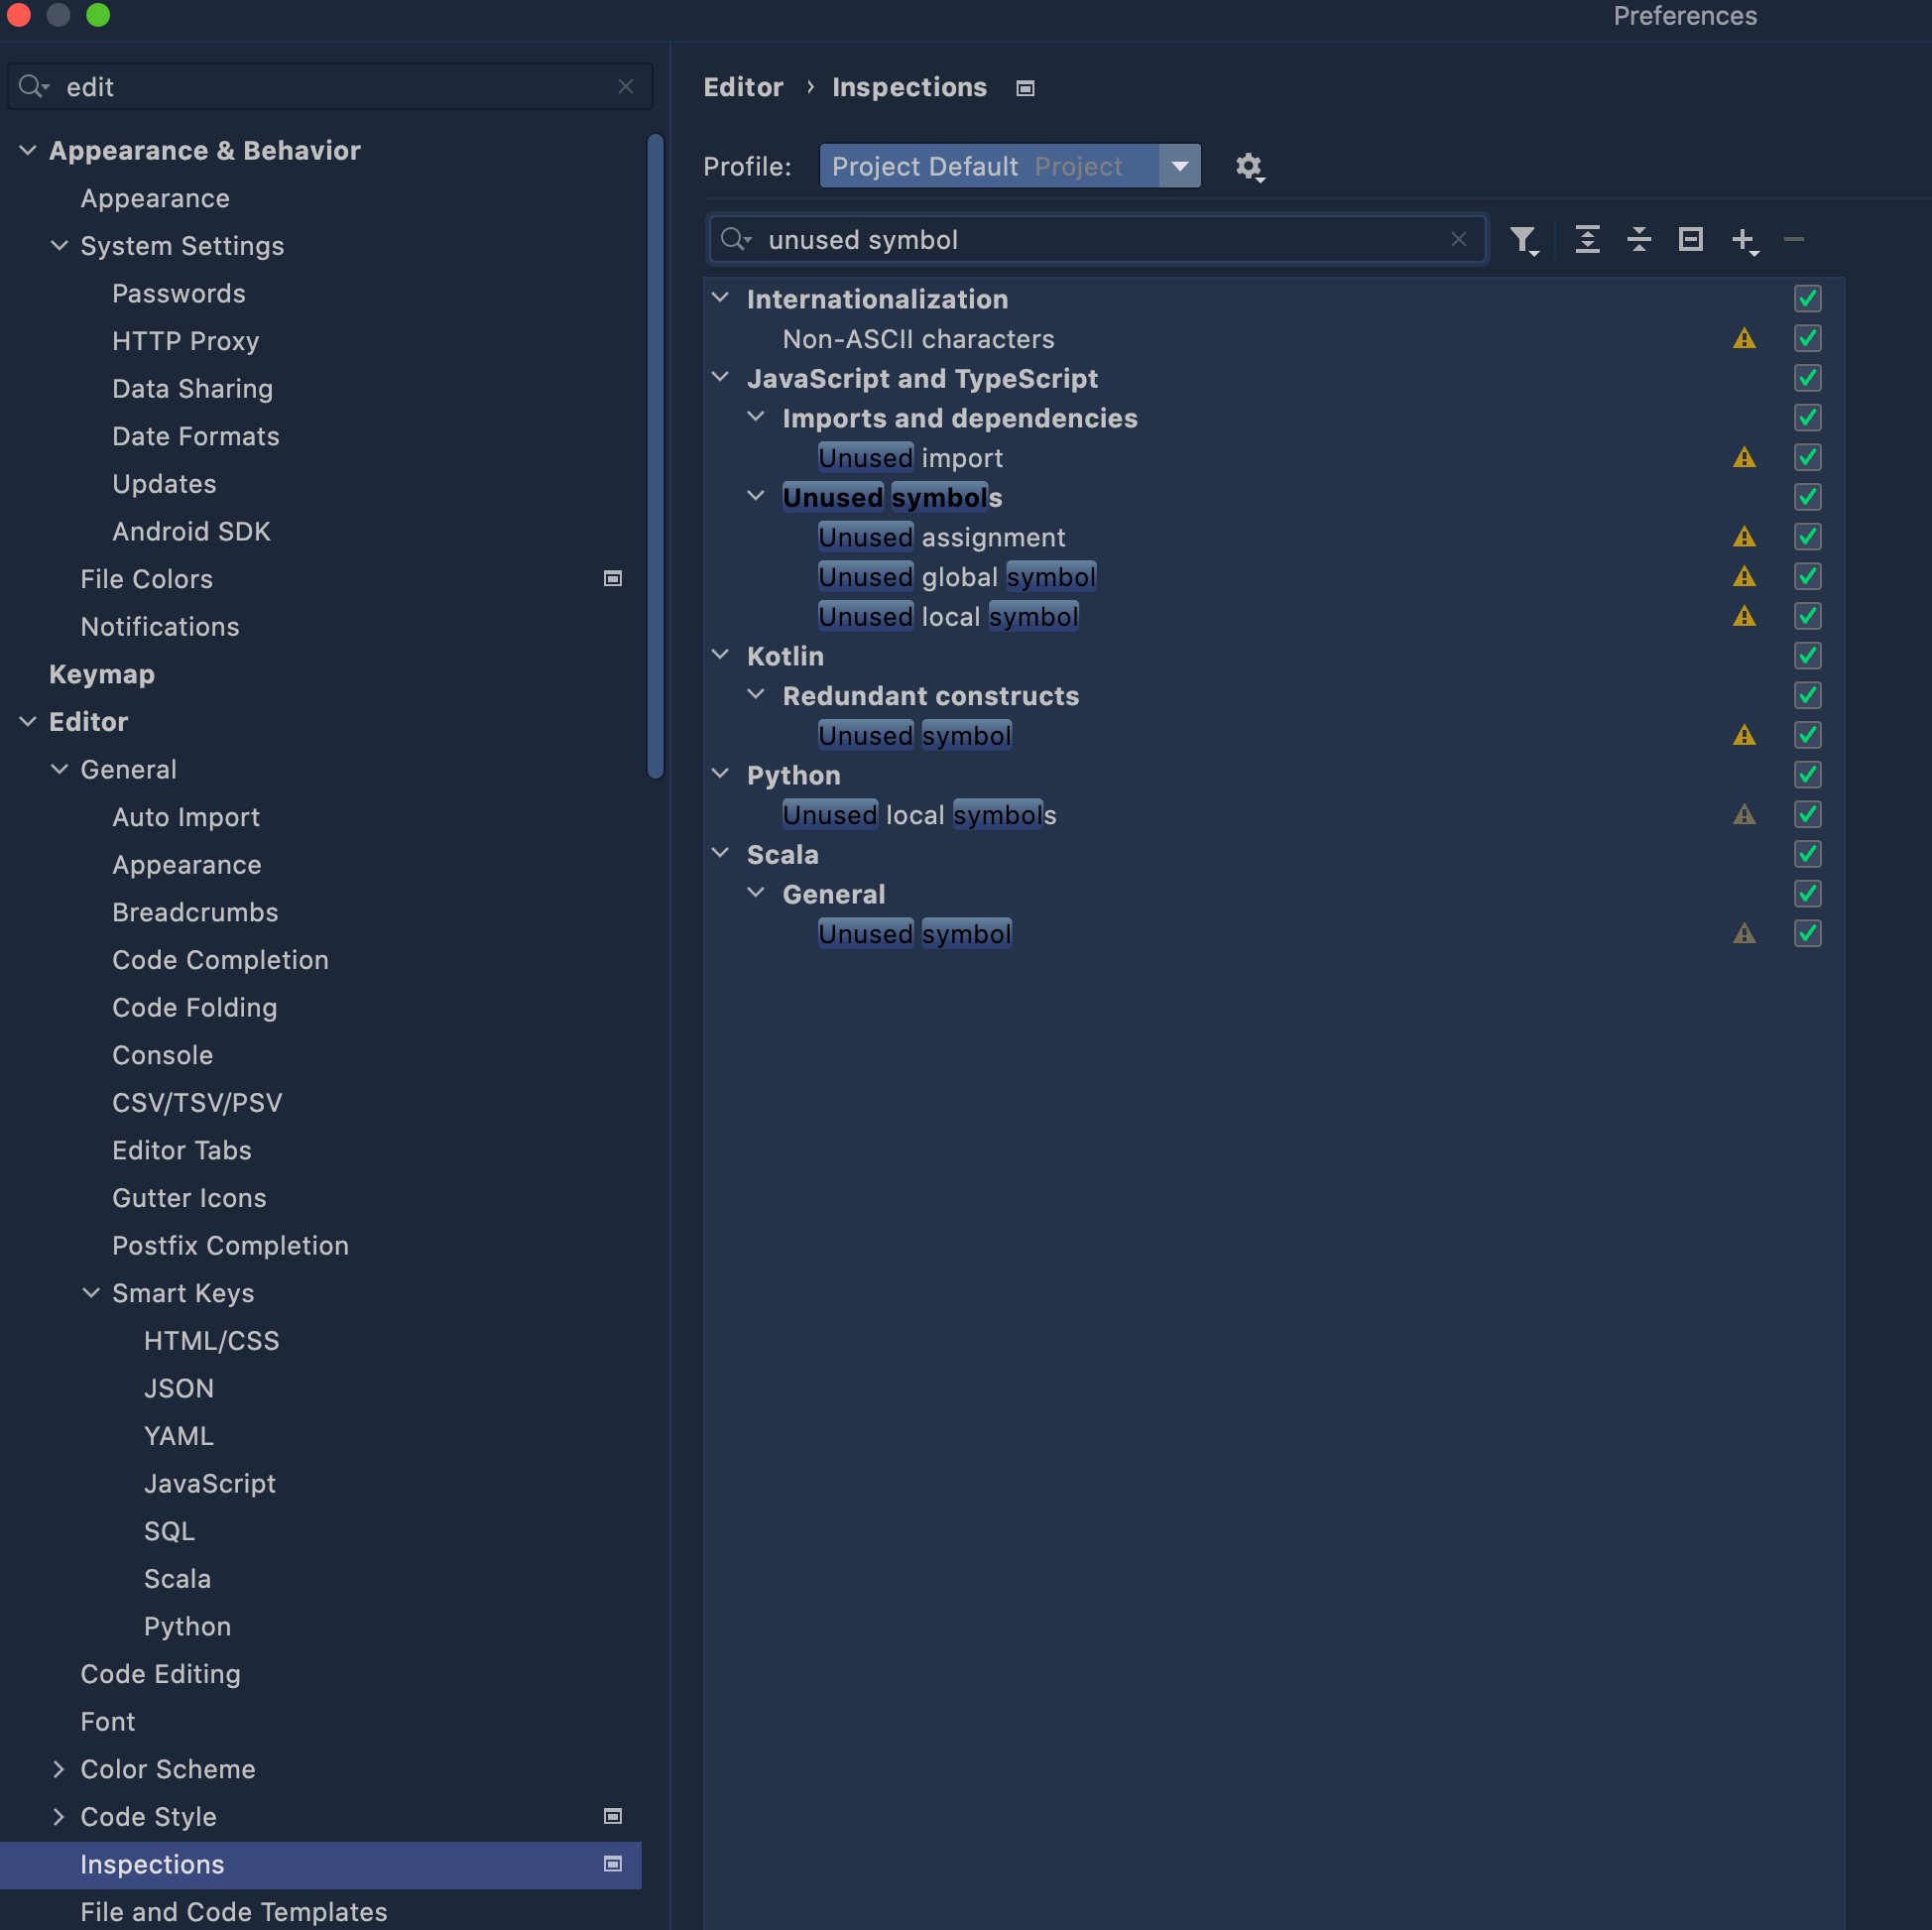 Preferences
edit
Appearance & Behavior
Appearance
System Settings
Passwords
HTTP Proxy
Data Sharing
Date Formats
Updates
Android SDK
File Colors
Notifications
Keymap
Editor
General
Auto Import
Appearance
Breadcrumbs
Code Completion
Code Folding
Console
CSV/TSV/PSV
Editor Tabs
Gutter Icons
Postfix Completion
Smart Keys
HTML/CSS
JSON
YAML
JavaScript
SQL
Scala
Python
Code Editing
Font
Color Scheme
Code Style
Inspections
File and Code Templates
Editor › Inspections
Profile: Project Default Project
unused symbol
Internationalization
Non-ASCII characters
JavaScript and TypeScript
Imports and dependencies
Unused import
Unused symbols
Unused assignment
Unused global symbol
Unused local symbol
Kotlin
Redundant constructs
Unused symbol
Python
Unused local symbols
Scala
General
Unused symbol